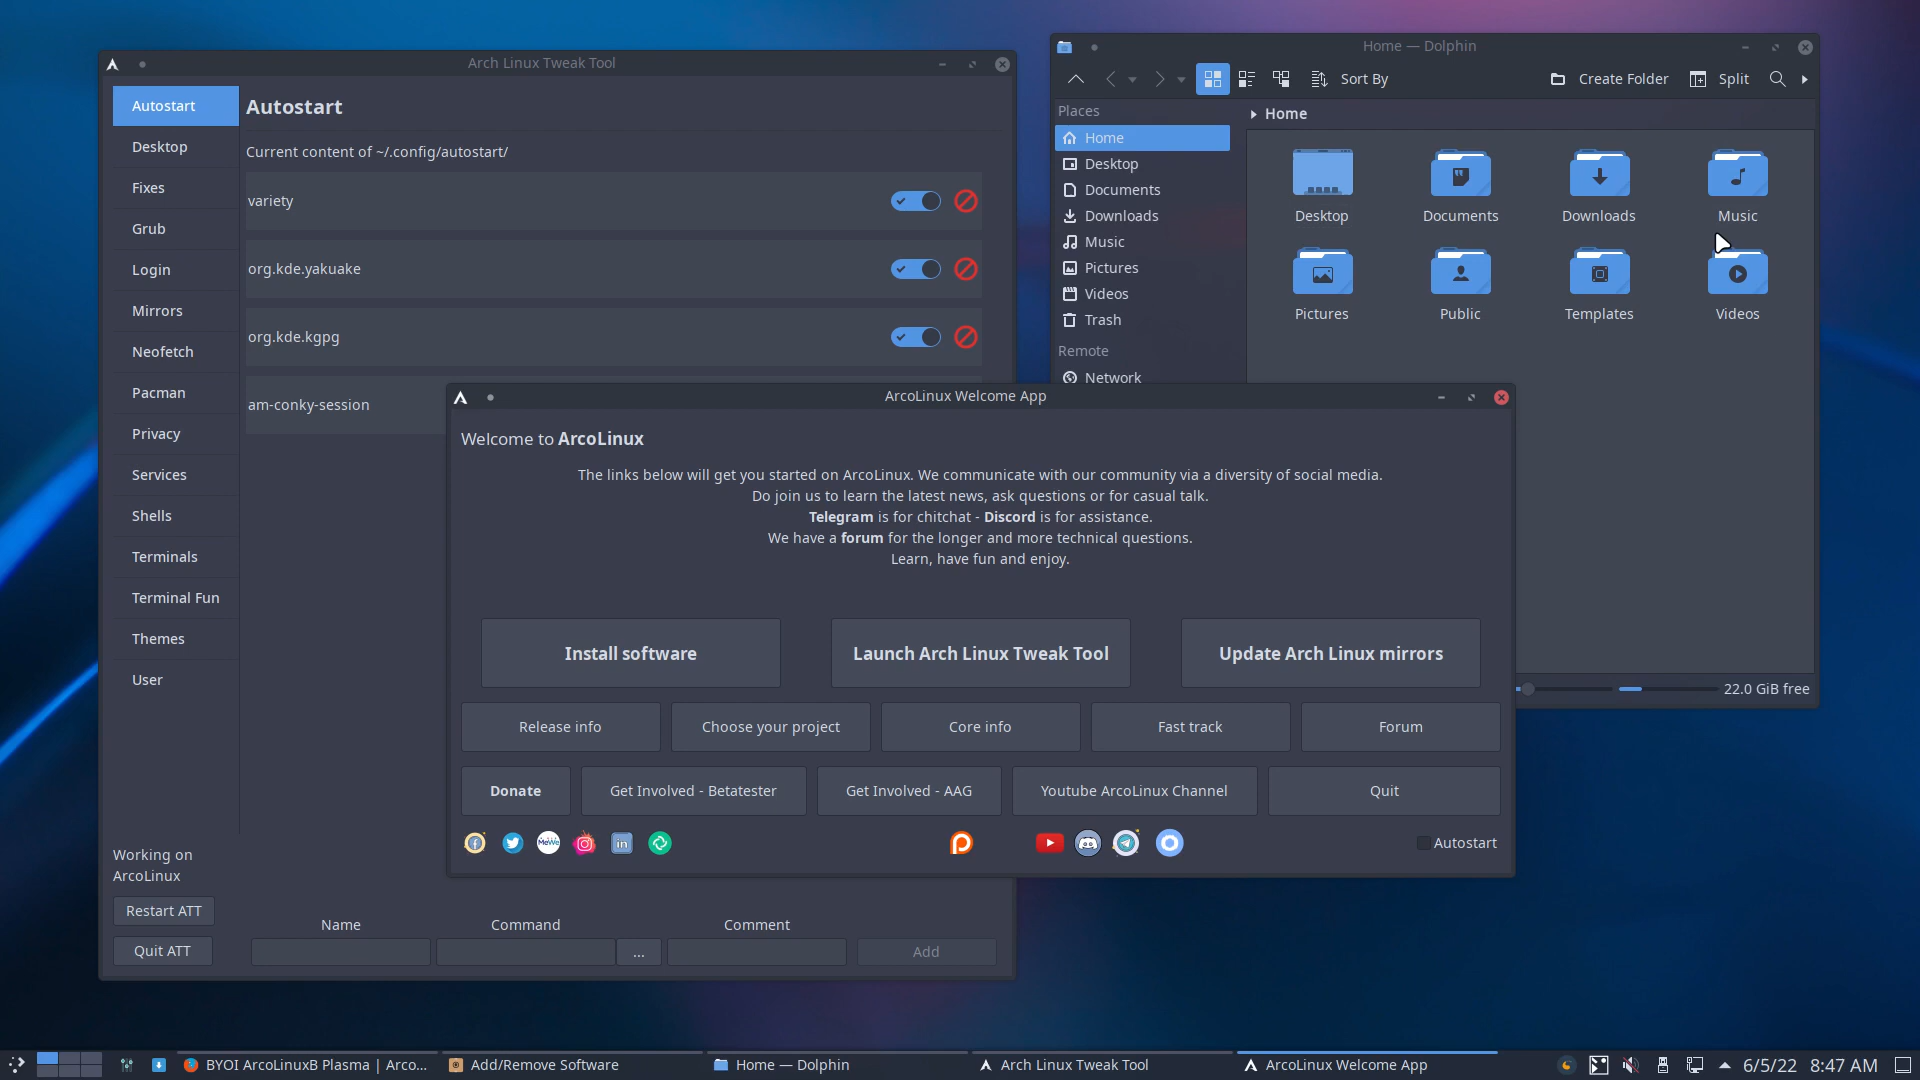 Arch Linux Tweak Tool
Autostart
Desktop
Fixes
Grub
Login
Mirrors
Neofetch
Pacman
Privacy
Services
Shells
Terminals
Terminal Fun
Themes
User
Working on
ArcoLinux
Restart ATT
Quit ATT
Autostart
Current content of ~/.config/autostart/
variety
org.kde.yakuake
org.kde.kgpg
am-conky-session
Name Command Comment
... Add
Home — Dolphin
Sort By Create Folder Split
Places
Home
Desktop
Documents
Downloads
Music
Pictures
Videos
Trash
Remote
Network
Home
Desktop Documents Downloads Music
Pictures Public Templates Videos
22.0 GiB free
ArcoLinux Welcome App
Welcome to ArcoLinux
The links below will get you started on ArcoLinux. We communicate with our community via a diversity of social media.
Do join us to learn the latest news, ask questions or for casual talk.
Telegram is for chitchat - Discord is for assistance.
We have a forum for the longer and more technical questions.
Learn, have fun and enjoy.
Install software Launch Arch Linux Tweak Tool Update Arch Linux mirrors
Release info Choose your project Core info Fast track Forum
Donate Get Involved - Betatester Get Involved - AAG Youtube ArcoLinux Channel Quit
MeWe in Autostart
BYOI ArcoLinuxB Plasma | Arco... Add/Remove Software Home — Dolphin Arch Linux Tweak Tool ArcoLinux Welcome App 6/5/22 8:47 AM